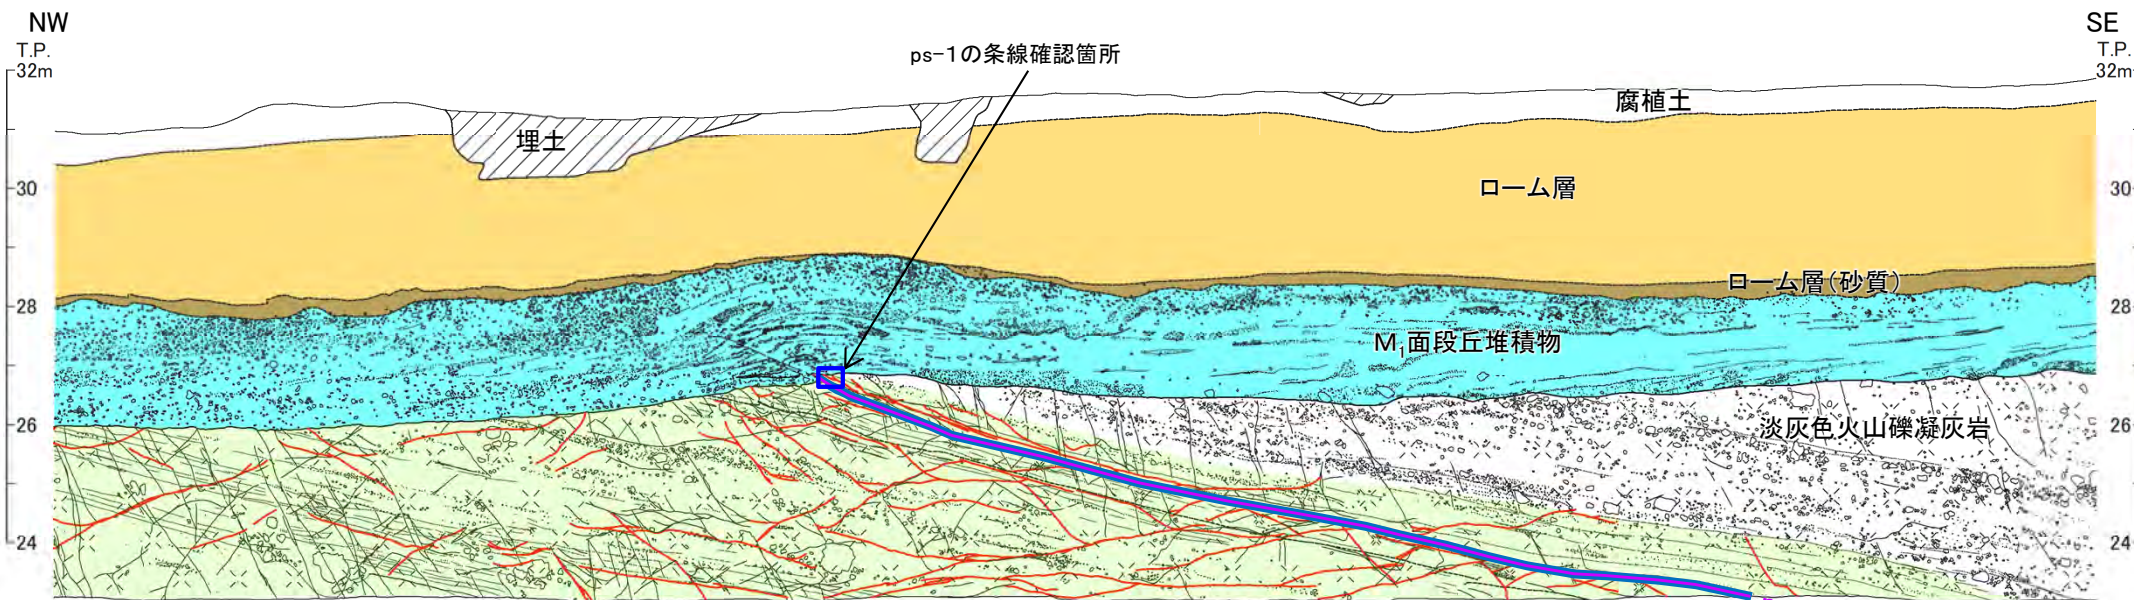 NW
SE
T.P.
T.P.
32m
32m
ps-1の条線確認箇所
腐植土
埋土
ローム層
30
30
ローム層(砂質)
28
28
M1面段丘堆積物
26
26
淡灰色火山礫凝灰岩
24
24